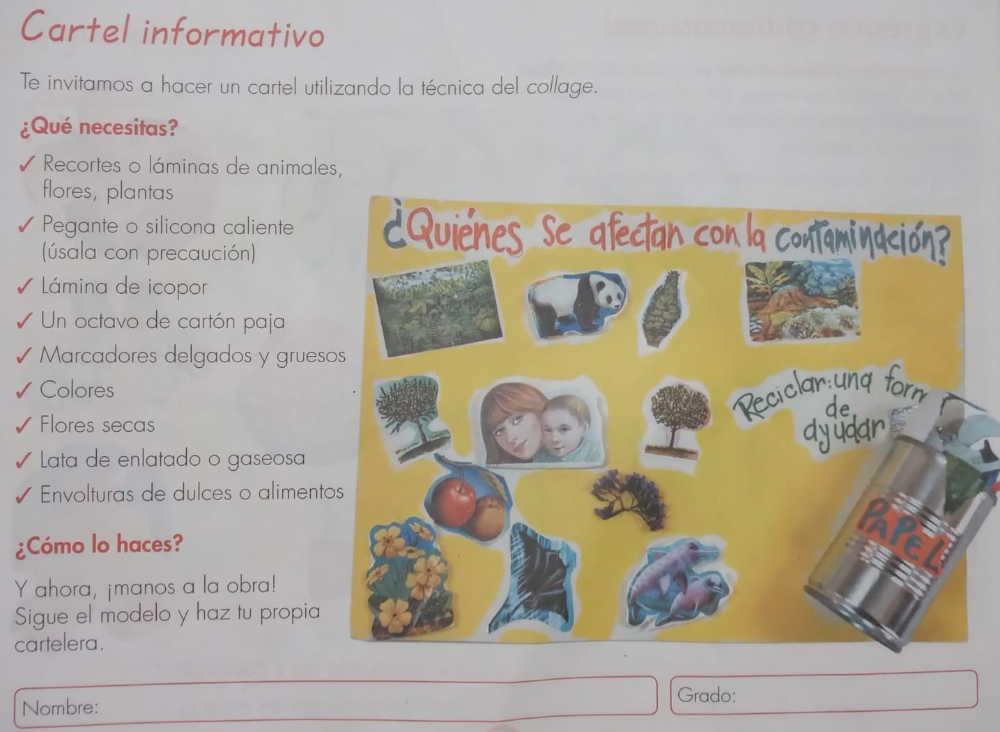 Cartel informativo
Te invitamos a hacer un cartel utilizando la técnica del collage.
¿Qué necesitas?
✓ Recortes o láminas de animales,
flores, plantas
✓ Pegante o silicona caliente
(úsala con precaución)
✓ Lámina de icopor
✓ Un octavo de cartón paja
✓ Marcadores delgados y gruesos
✓ Colores
✓ Flores secas
✓ Lata de enlatado o gaseosa
✓ Envolturas de dulces o alimentos
¿Cómo lo haces?
Y ahora, ¡manos a la obra!
Sigue el modelo y haz tu propia
cartelera.
¿Quiénes se afectan con la contaminación?
Reciclar: una form
de
ayudar
PAPEL
Nombre:
Grado: